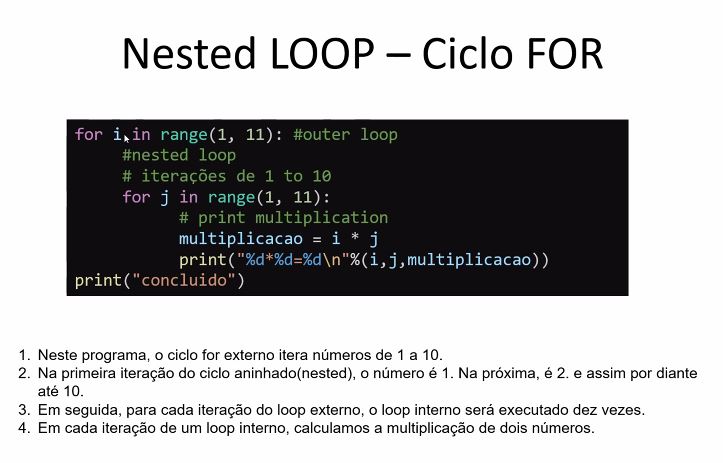 Nested LOOP – Ciclo FOR
for i in range(1, 11): #outer loop
#nested loop
# iterações de 1 to 10
for j in range(1, 11):
# print multiplication
multiplicacao = i * j
print("%d*%d=%d\n"%(i,j,multiplicacao))
print("concluido")
1. Neste programa, o ciclo for externo itera números de 1 a 10.
2. Na primeira iteração do ciclo aninhado(nested), o número é 1. Na próxima, é 2. e assim por diante
até 10.
3. Em seguida, para cada iteração do loop externo, o loop interno será executado dez vezes.
4. Em cada iteração de um loop interno, calculamos a multiplicação de dois números.